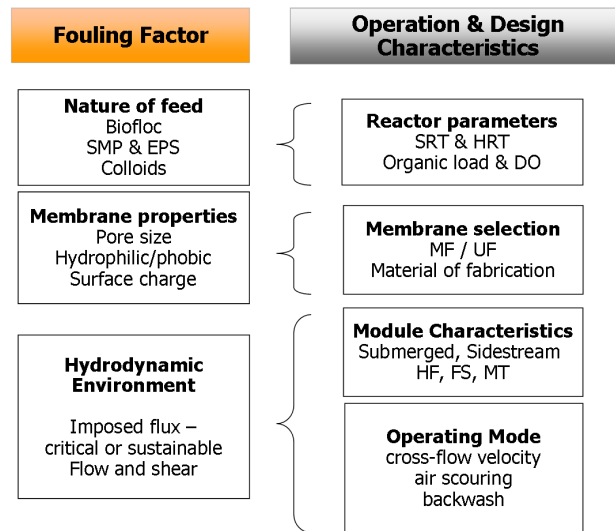 Fouling Factor
Operation & Design
Characteristics
Nature of feed
Biofloc
SMP & EPS
Colloids
Reactor parameters
SRT & HRT
Organic load & DO
Membrane properties
Pore size
Hydrophilic/phobic
Surface charge
Membrane selection
MF / UF
Material of fabrication
Hydrodynamic
Environment
Imposed flux –
critical or sustainable
Flow and shear
Module Characteristics
Submerged, Sidestream
HF, FS, MT
Operating Mode
cross-flow velocity
air scouring
backwash